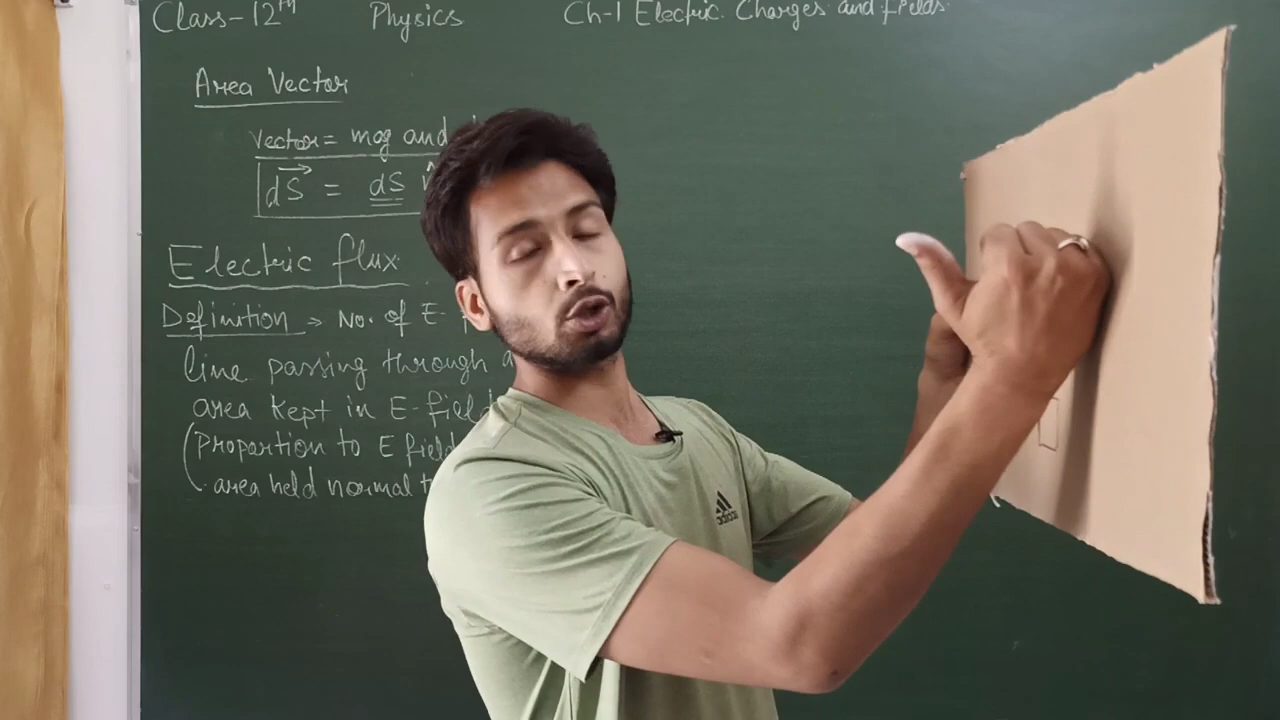 Class-12th Physics Ch-1 Electric Charges and Fields
Area Vector
Vector = mag and
dS = dS
Electric flux
Definition → No. of E-
line passing through a
area kept in E-field
(Proportion to E field
area held normal t
adidas